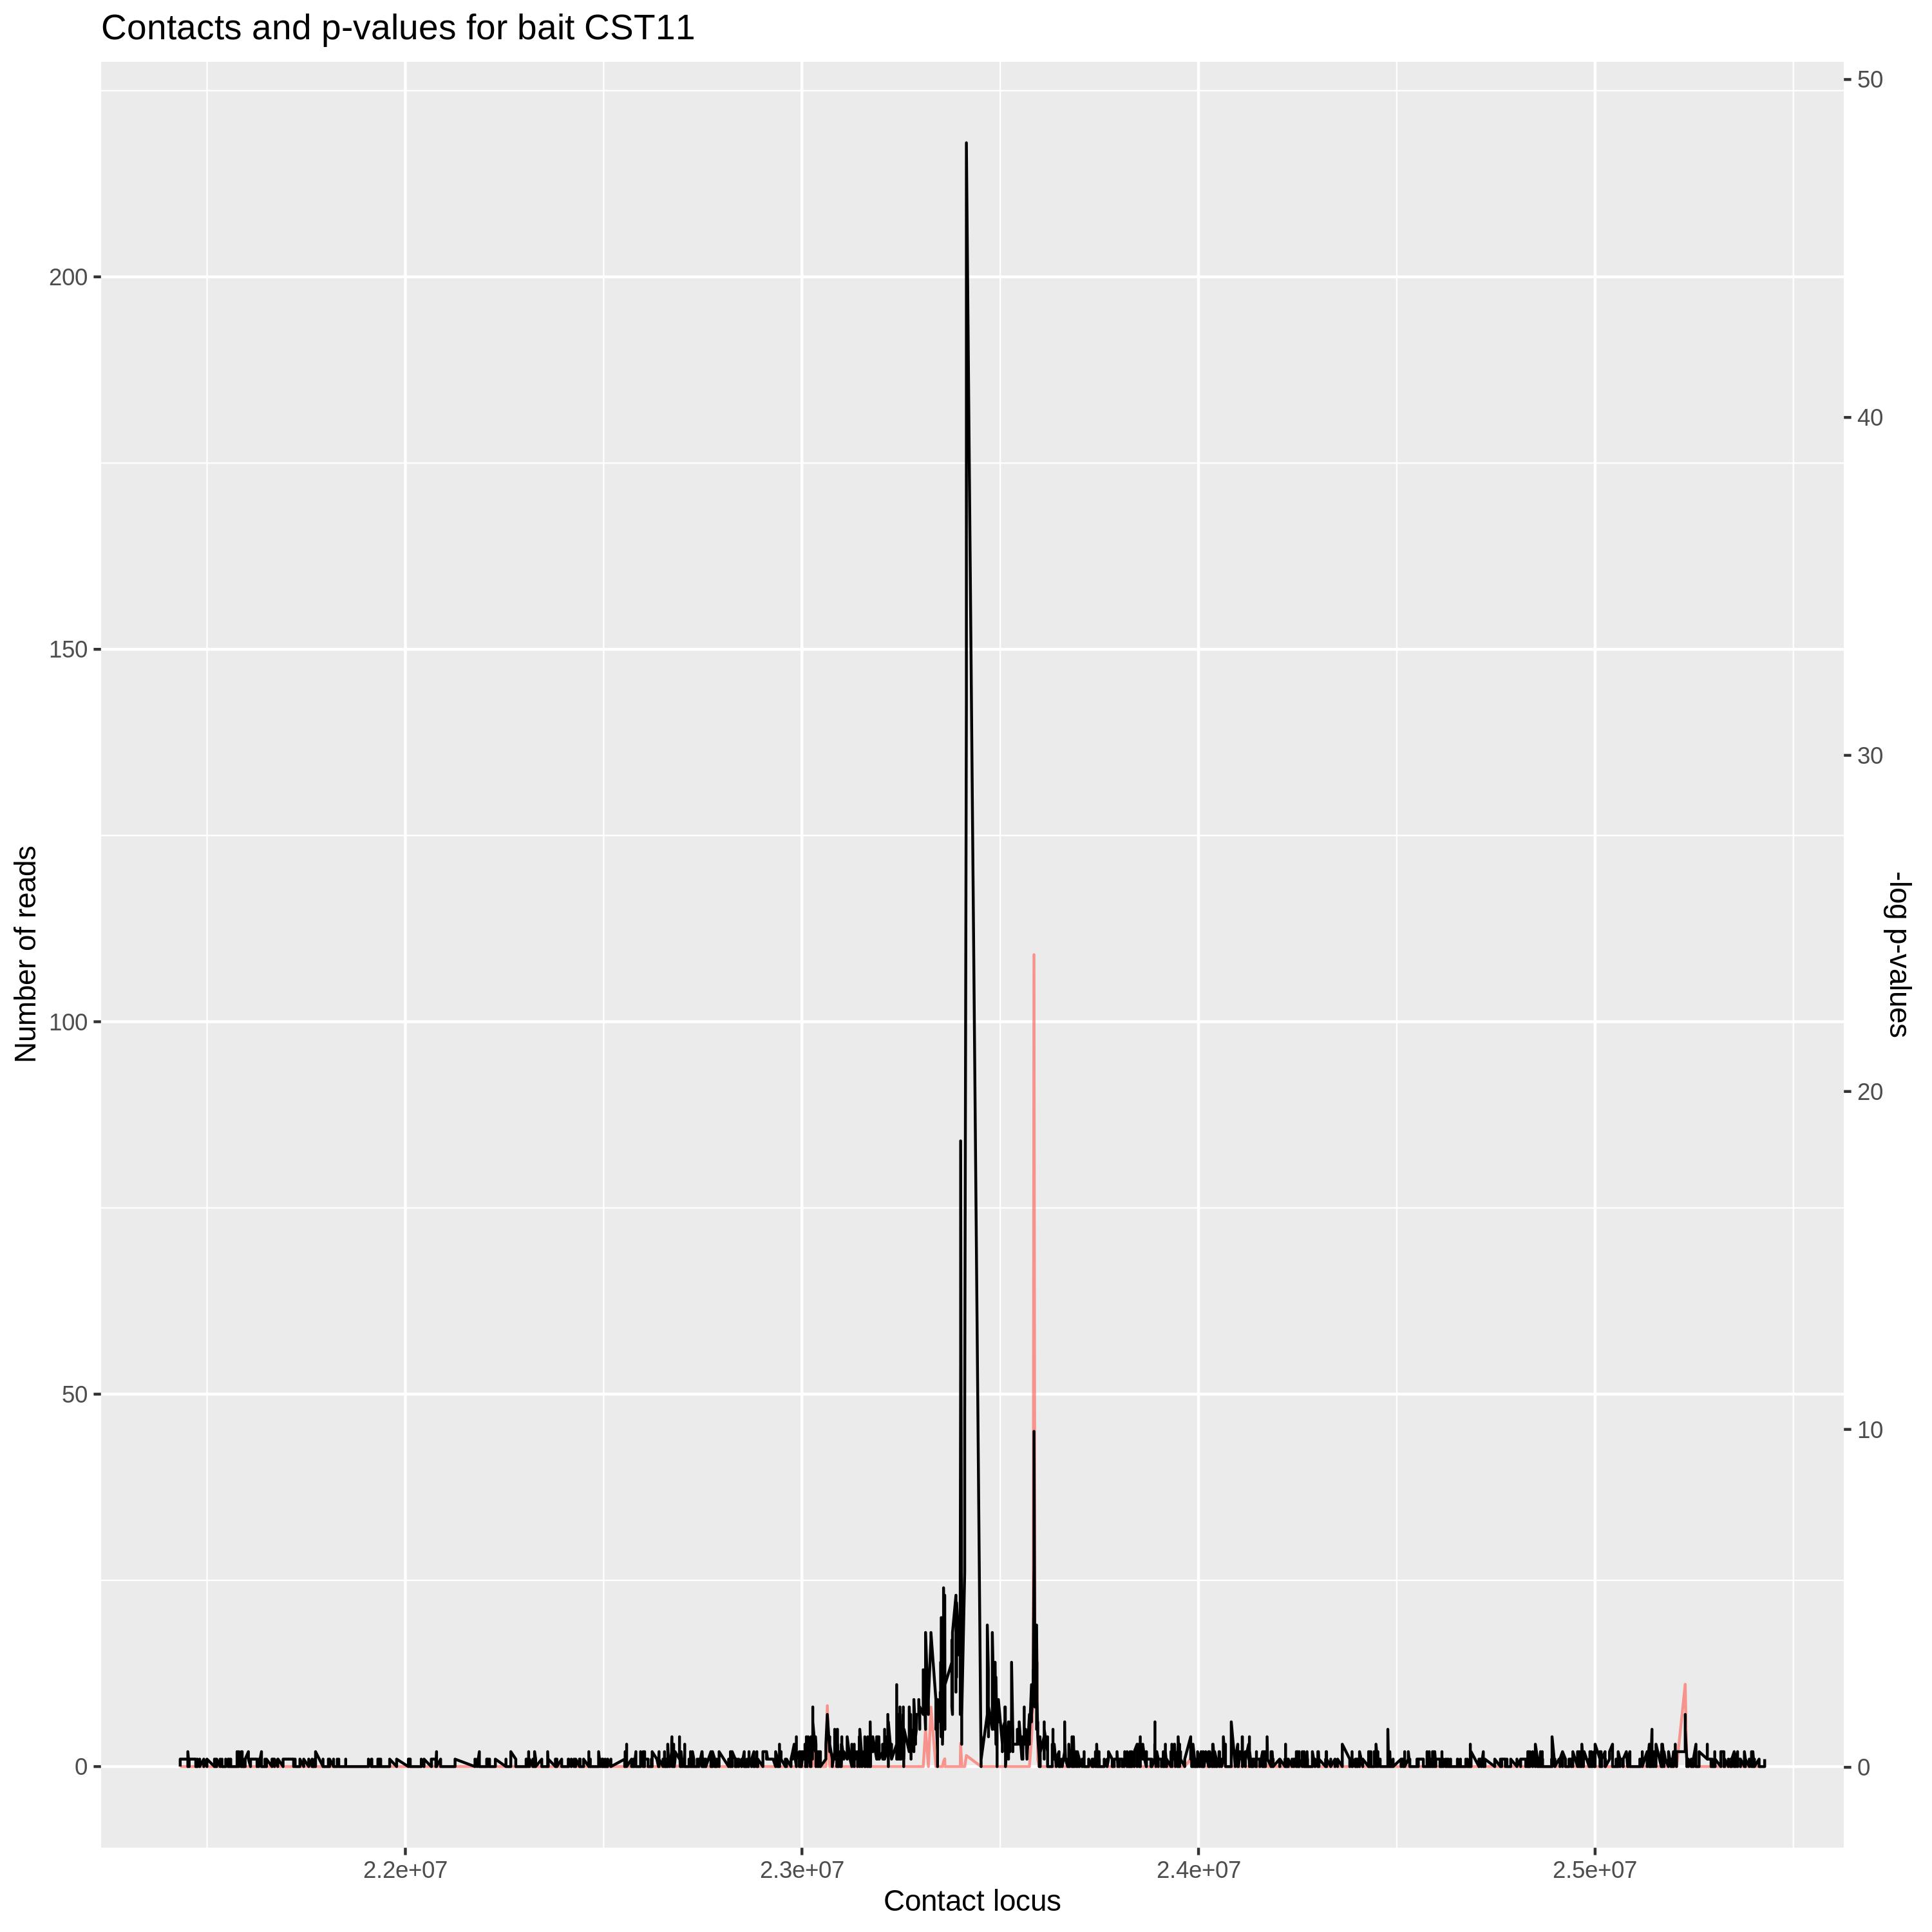 Contacts and p-values for bait CST11
50
200
40
150
30
Number of reads
-log p-values
100
20
50
10
0
0
2.2e+07
2.3e+07
2.4e+07
2.5e+07
Contact locus